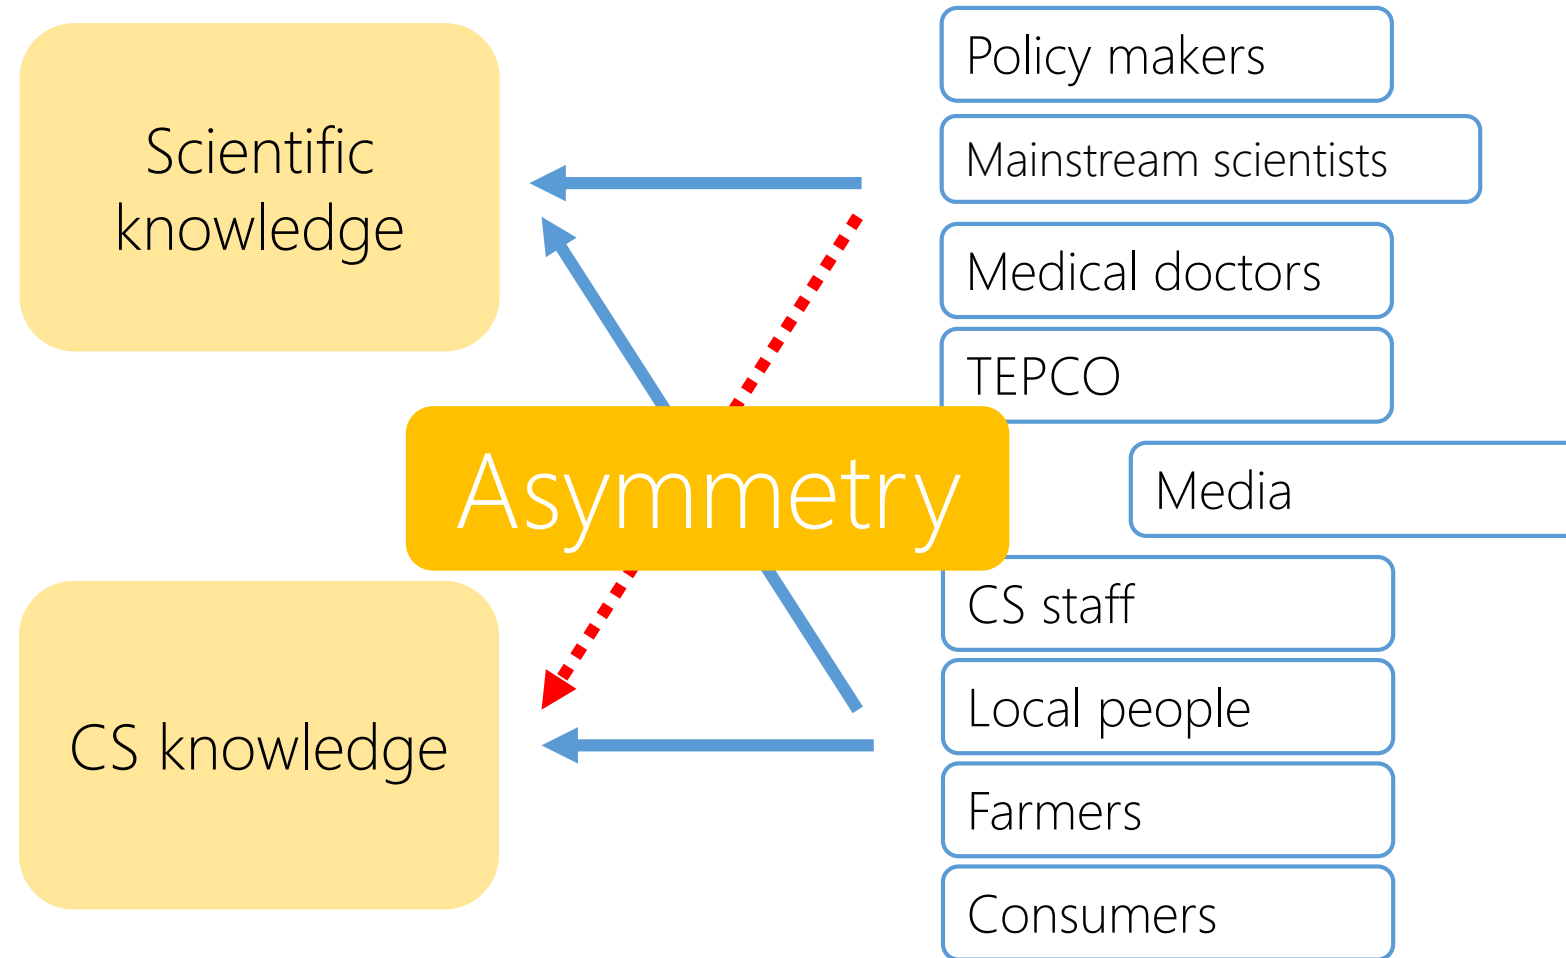 Scientific
knowledge
Policy makers
Mainstream scientists
Medical doctors
TEPCO
Asymmetry
Media
CS knowledge
CS staff
Local people
Farmers
Consumers